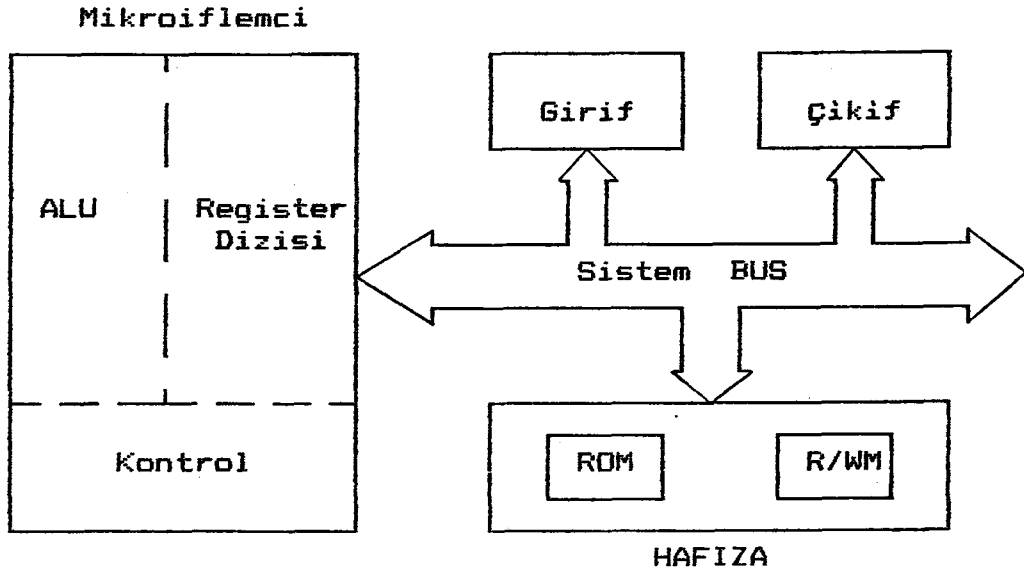 Mikroiflemci
Girif
Çikif
ALU
Register
Dizisi
Sistem BUS
Kontrol
ROM
R/WM
HAFIZA